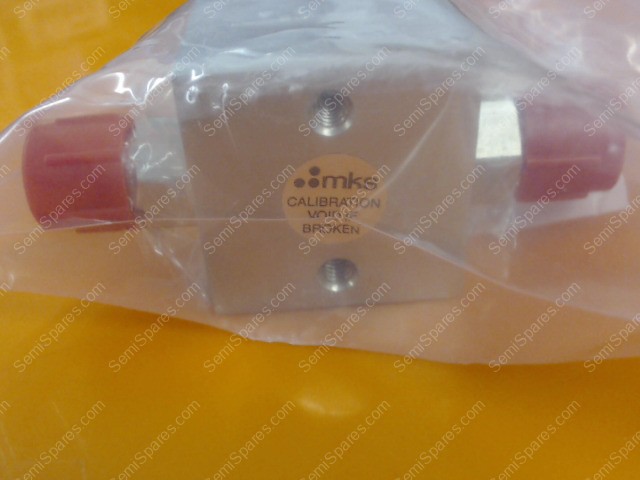 mks
CALIBRATION
VOID IF
BROKEN
SemiSpares.com